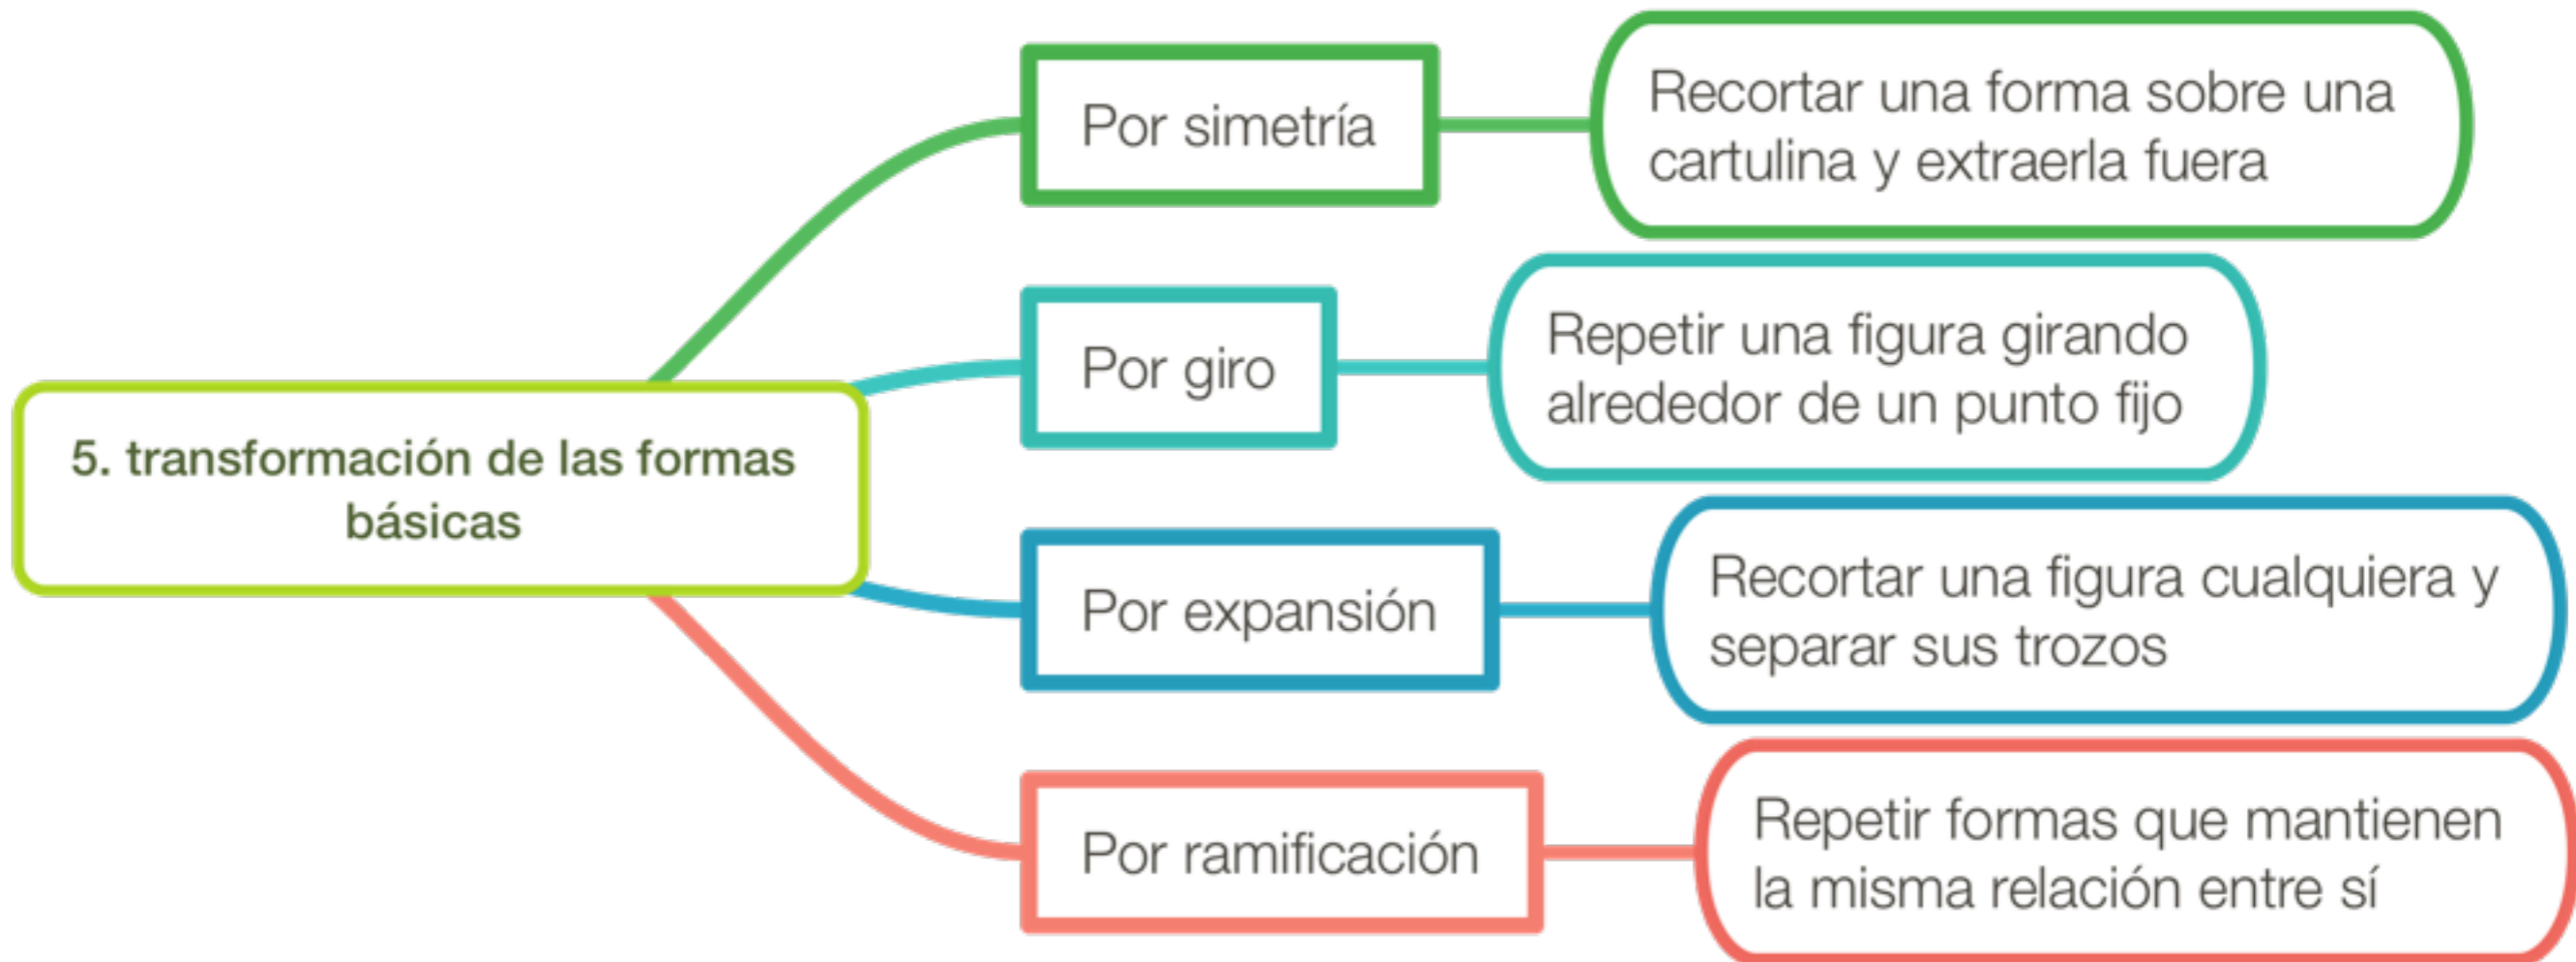 5. transformación de las formas
básicas
Por simetría
Recortar una forma sobre una
cartulina y extraerla fuera
Por giro
Repetir una figura girando
alrededor de un punto fijo
Por expansión
Recortar una figura cualquiera y
separar sus trozos
Por ramificación
Repetir formas que mantienen
la misma relación entre sí